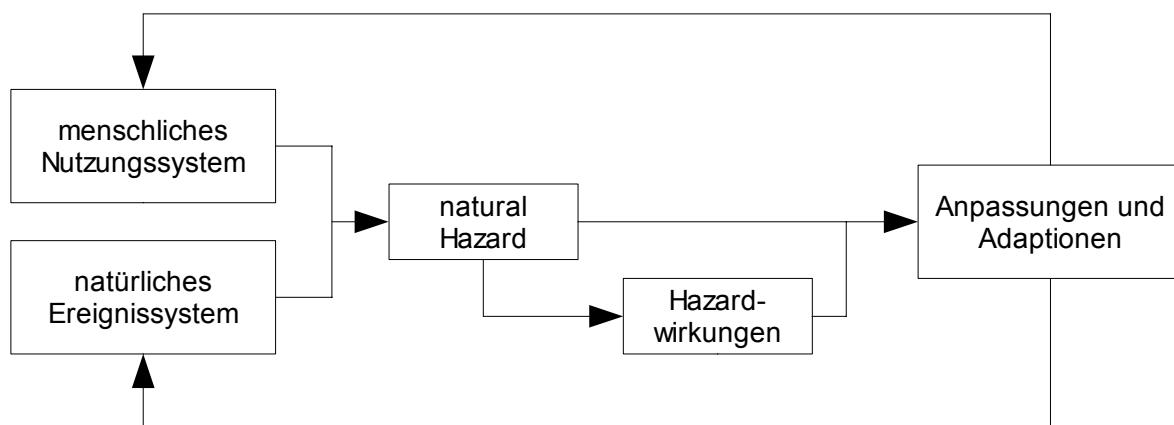 menschliches
Nutzungssystem
natürliches
Ereignissystem
natural
Hazard
Hazard-
wirkungen
Anpassungen und
Adaptionen